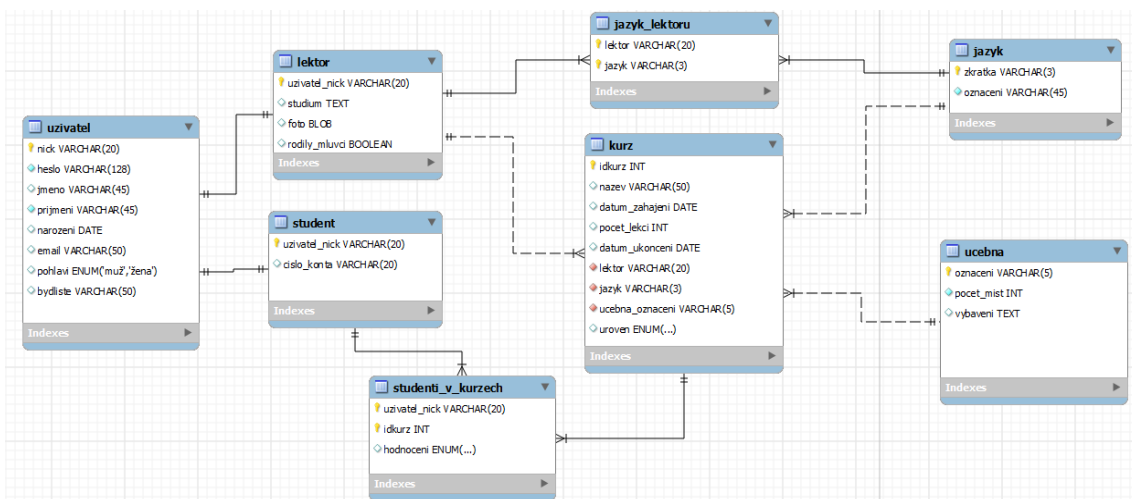 uzivatel
nick VARCHAR(20)
heslo VARCHAR(128)
jmeno VARCHAR(45)
prijmeni VARCHAR(45)
narozeni DATE
email VARCHAR(50)
pohlavi ENUM('muž','žena')
bydliste VARCHAR(50)
Indexes
lektor
uzivatel_nick VARCHAR(20)
studium TEXT
foto BLOB
rodily_mluvci BOOLEAN
Indexes
student
uzivatel_nick VARCHAR(20)
cislo_konta VARCHAR(20)
Indexes
studenti_v_kurzech
uzivatel_nick VARCHAR(20)
idkurz INT
hodnoceni ENUM(...)
Indexes
jazyk_lektoru
lektor VARCHAR(20)
jazyk VARCHAR(3)
Indexes
kurz
idkurz INT
nazev VARCHAR(50)
datum_zahajeni DATE
pocet_lekci INT
datum_ukonceni DATE
lektor VARCHAR(20)
jazyk VARCHAR(3)
ucebna_oznaceni VARCHAR(5)
uroven ENUM(...)
Indexes
jazyk
zkratka VARCHAR(3)
oznaceni VARCHAR(45)
Indexes
ucebna
oznaceni VARCHAR(5)
pocet_mist INT
vybaveni TEXT
Indexes